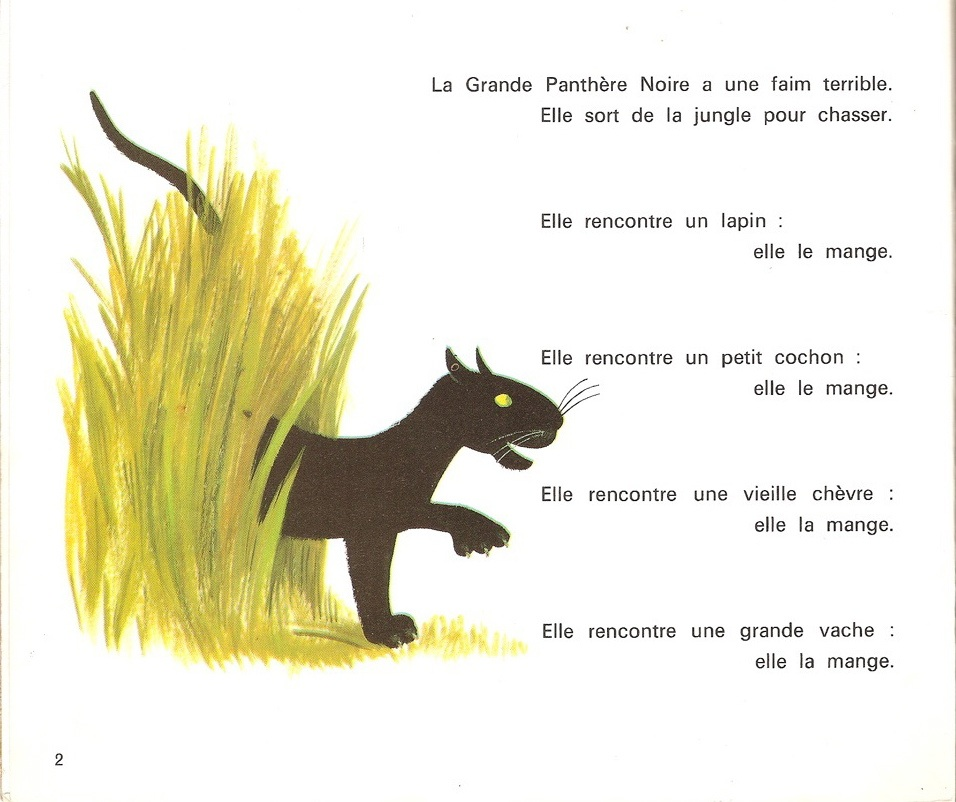 La Grande Panthère Noire a une faim terrible.
Elle sort de la jungle pour chasser.
Elle rencontre un lapin :
elle le mange.
Elle rencontre un petit cochon :
elle le mange.
Elle rencontre une vieille chèvre :
elle la mange.
Elle rencontre une grande vache :
elle la mange.
2